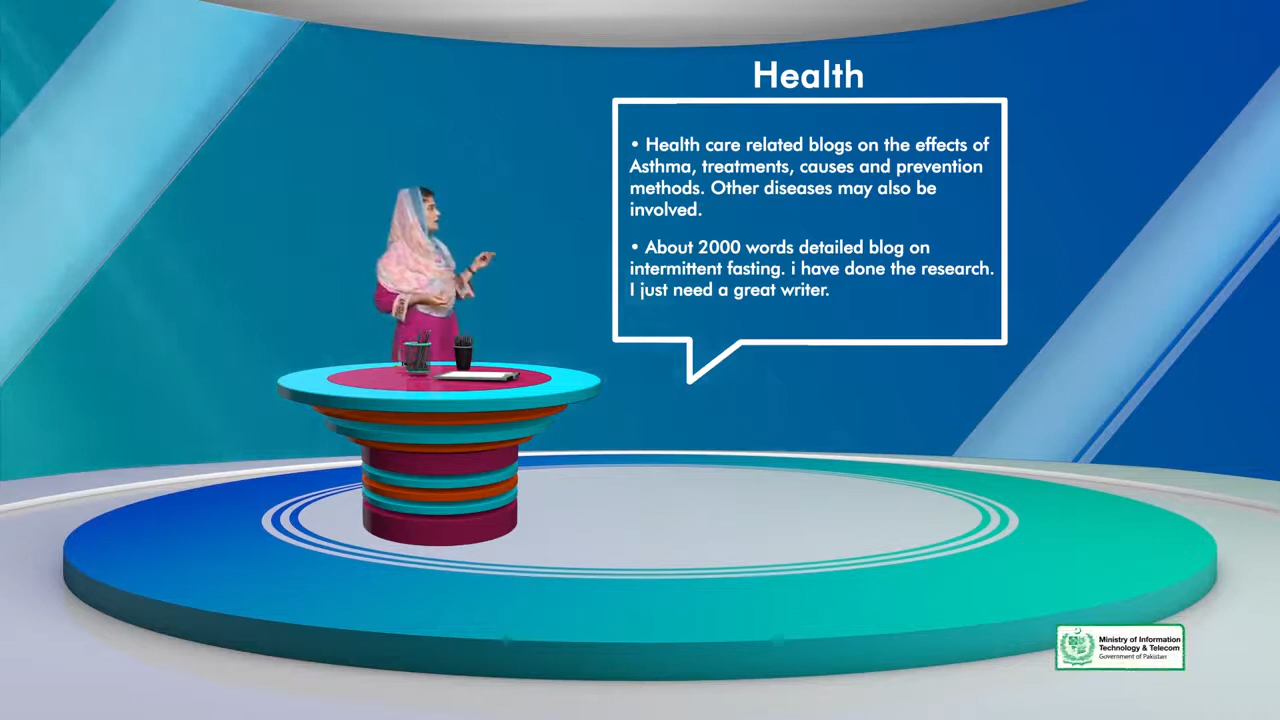 Health
• Health care related blogs on the effects of
Asthma, treatments, causes and prevention
methods. Other diseases may also be
involved.
• About 2000 words detailed blog on
intermittent fasting. i have done the research.
I just need a great writer.
Ministry of Information
Technology & Telecom
Government of Pakistan